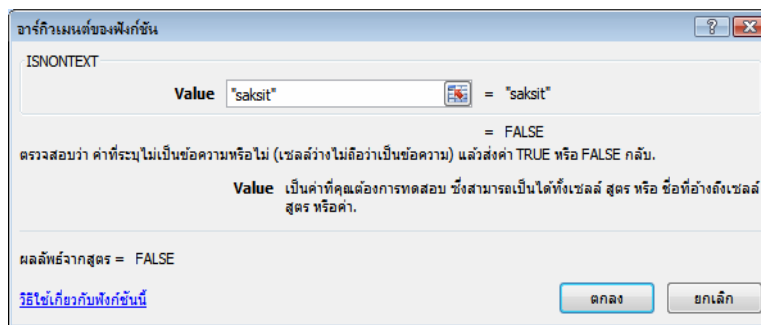 อาร์กิวเมนต์ของฟังก์ชัน
ISNONTEXT
Value "saksit" = "saksit"
= FALSE
ตรวจสอบว่า ค่าที่ระบุไม่เป็นข้อความหรือไม่ (เซลล์ว่างไม่ถือว่าเป็นข้อความ) แล้วส่งค่า TRUE หรือ FALSE กลับ.
Value เป็นค่าที่คุณต้องการทดสอบ ซึ่งสามารถเป็นได้ทั้งเซลล์ สูตร หรือ ชื่อที่อ้างถึงเซลล์
สูตร หรือค่า.
ผลลัพธ์จากสูตร = FALSE
วิธีใช้เกี่ยวกับฟังก์ชันนี้ ตกลง ยกเลิก